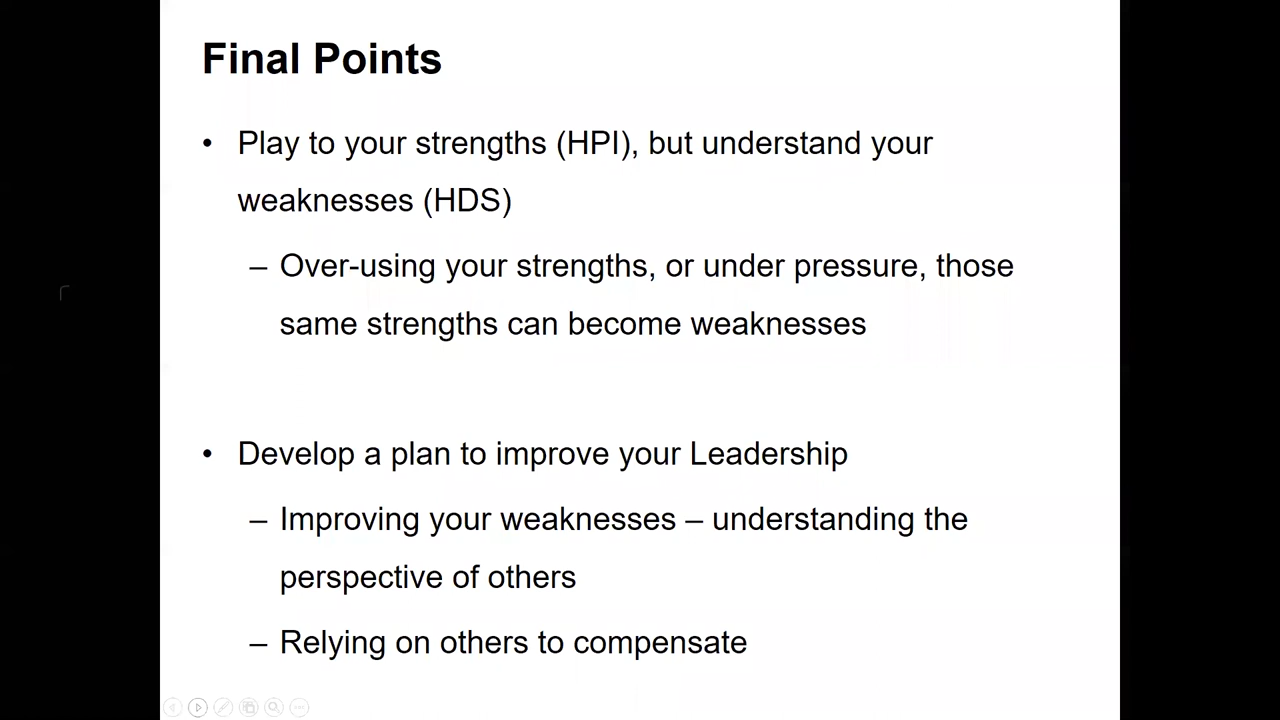 Final Points
• Play to your strengths (HPI), but understand your
weaknesses (HDS)
– Over-using your strengths, or under pressure, those
same strengths can become weaknesses
• Develop a plan to improve your Leadership
– Improving your weaknesses – understanding the
perspective of others
– Relying on others to compensate